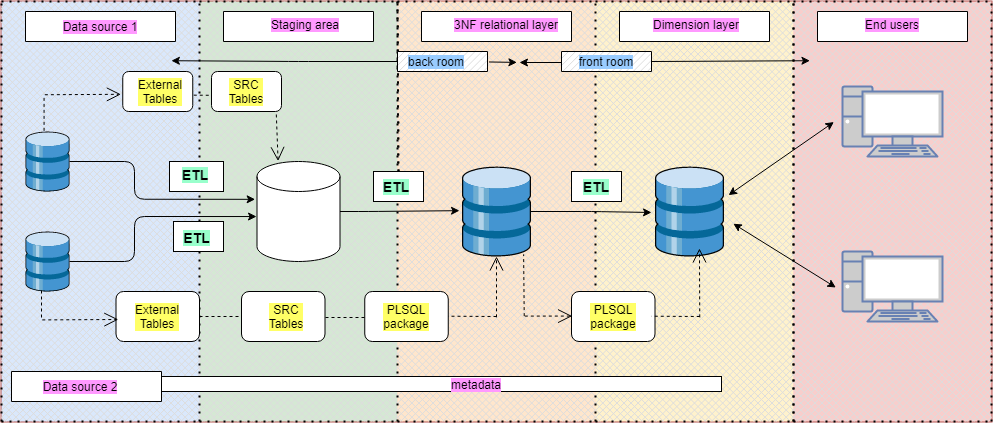 Data source 1
Staging area
3NF relational layer
Dimension layer
End users
back room
front room
External
Tables
SRC
Tables
ETL
ETL
ETL
ETL
External
Tables
SRC
Tables
PLSQL
package
PLSQL
package
Data source 2
metadata